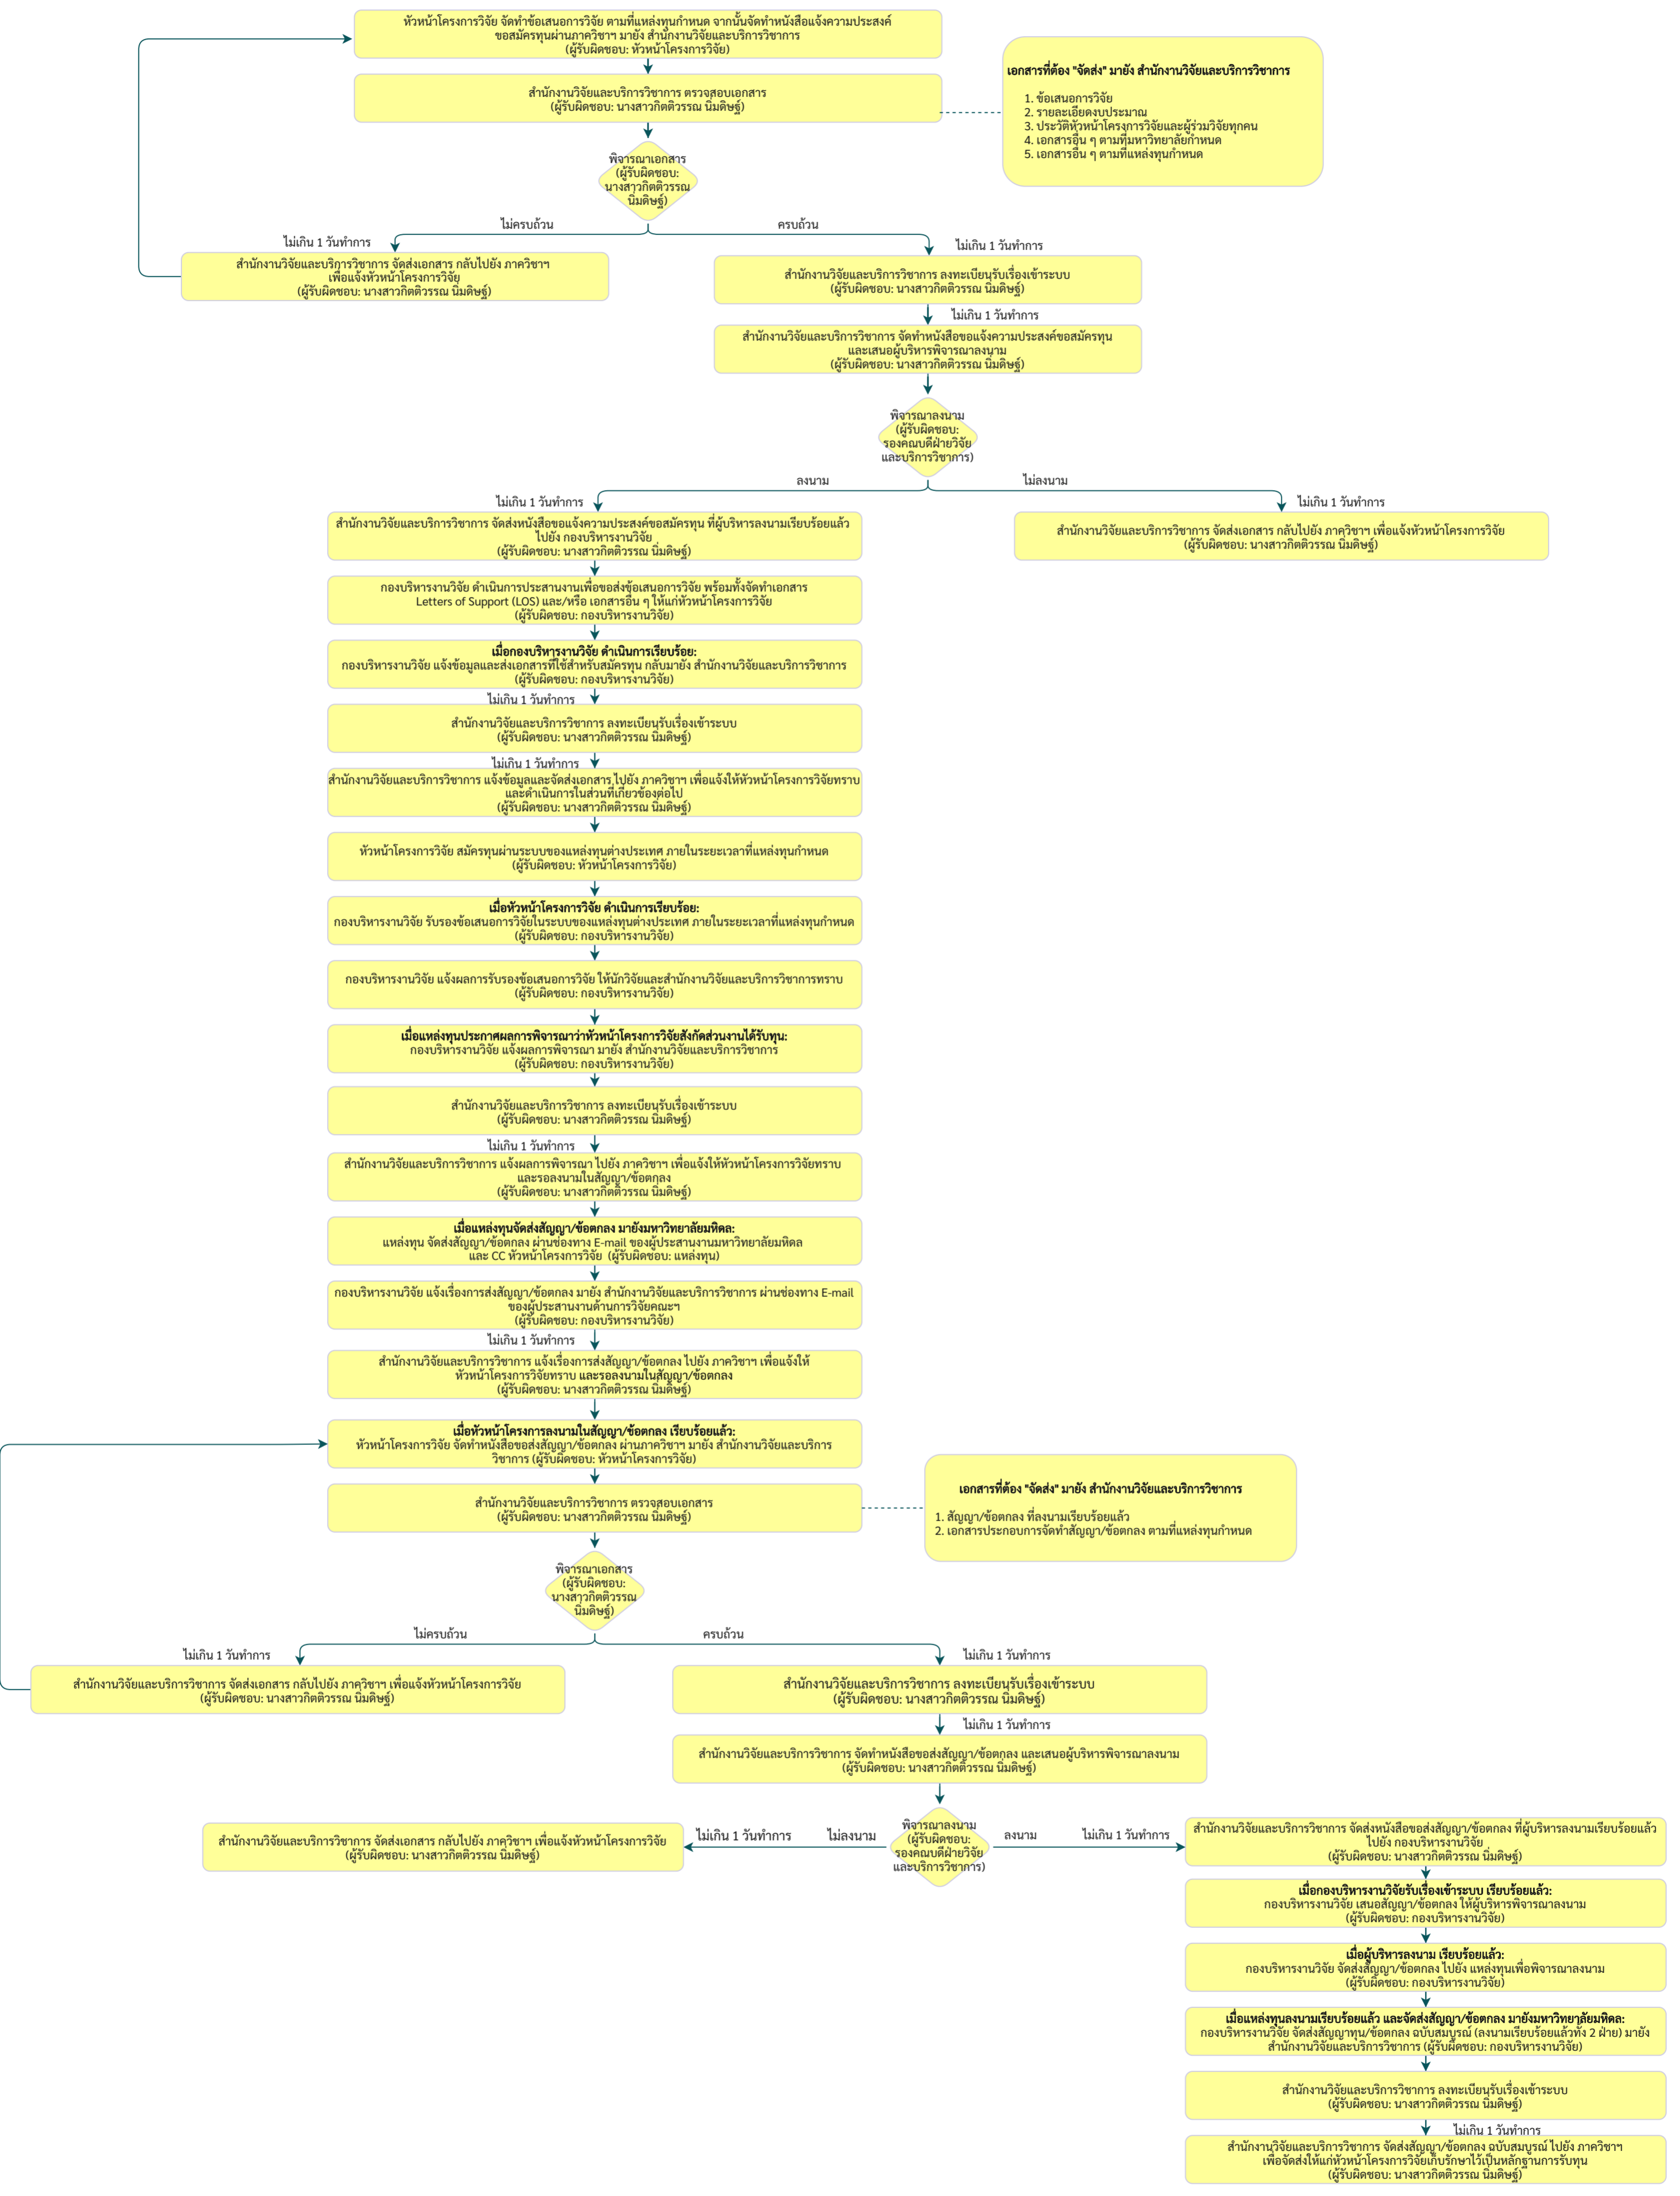 หัวหน้าโครงการวิจัย จัดทำข้อเสนอการวิจัย ตามที่แหล่งทุนกำหนด จากนั้นจัดทำหนังสือแจ้งความประสงค์
ขอสมัครทุนผ่านภาควิชาฯ มายัง สำนักงานวิจัยและบริการวิชาการ
(ผู้รับผิดชอบ: หัวหน้าโครงการวิจัย)
สำนักงานวิจัยและบริการวิชาการ ตรวจสอบเอกสาร
(ผู้รับผิดชอบ: นางสาวกิตติวรรณ นิ่มดิษฐ์)
เอกสารที่ต้อง "จัดส่ง" มายัง สำนักงานวิจัยและบริการวิชาการ
1. ข้อเสนอการวิจัย
2. รายละเอียดงบประมาณ
3. ประวัติหัวหน้าโครงการวิจัยและผู้ร่วมวิจัยทุกคน
4. เอกสารอื่น ๆ ตามที่มหาวิทยาลัยกำหนด
5. เอกสารอื่น ๆ ตามที่แหล่งทุนกำหนด
พิจารณาเอกสาร
(ผู้รับผิดชอบ:
นางสาวกิตติวรรณ
นิ่มดิษฐ์)
ไม่ครบถ้วน
ครบถ้วน
ไม่เกิน 1 วันทำการ
ไม่เกิน 1 วันทำการ
สำนักงานวิจัยและบริการวิชาการ จัดส่งเอกสาร กลับไปยัง ภาควิชาฯ
เพื่อแจ้งหัวหน้าโครงการวิจัย
(ผู้รับผิดชอบ: นางสาวกิตติวรรณ นิ่มดิษฐ์)
สำนักงานวิจัยและบริการวิชาการ ลงทะเบียนรับเรื่องเข้าระบบ
(ผู้รับผิดชอบ: นางสาวกิตติวรรณ นิ่มดิษฐ์)
ไม่เกิน 1 วันทำการ
สำนักงานวิจัยและบริการวิชาการ จัดทำหนังสือขอแจ้งความประสงค์ขอสมัครทุน
และเสนอผู้บริหารพิจารณาลงนาม
(ผู้รับผิดชอบ: นางสาวกิตติวรรณ นิ่มดิษฐ์)
พิจารณาลงนาม
(ผู้รับผิดชอบ:
รองคณบดีฝ่ายวิจัย
และบริการวิชาการ)
ลงนาม
ไม่ลงนาม
ไม่เกิน 1 วันทำการ
ไม่เกิน 1 วันทำการ
สำนักงานวิจัยและบริการวิชาการ จัดส่งหนังสือขอแจ้งความประสงค์ขอสมัครทุน ที่ผู้บริหารลงนามเรียบร้อยแล้ว
ไปยัง กองบริหารงานวิจัย
(ผู้รับผิดชอบ: นางสาวกิตติวรรณ นิ่มดิษฐ์)
สำนักงานวิจัยและบริการวิชาการ จัดส่งเอกสาร กลับไปยัง ภาควิชาฯ เพื่อแจ้งหัวหน้าโครงการวิจัย
(ผู้รับผิดชอบ: นางสาวกิตติวรรณ นิ่มดิษฐ์)
กองบริหารงานวิจัย ดำเนินการประสานงานเพื่อขอส่งข้อเสนอการวิจัย พร้อมทั้งจัดทำเอกสาร
Letters of Support (LOS) และ/หรือ เอกสารอื่น ๆ ให้แก่หัวหน้าโครงการวิจัย
(ผู้รับผิดชอบ: กองบริหารงานวิจัย)
เมื่อกองบริหารงานวิจัย ดำเนินการเรียบร้อย:
กองบริหารงานวิจัย แจ้งข้อมูลและส่งเอกสารที่ใช้สำหรับสมัครทุน กลับมายัง สำนักงานวิจัยและบริการวิชาการ
(ผู้รับผิดชอบ: กองบริหารงานวิจัย)
ไม่เกิน 1 วันทำการ
สำนักงานวิจัยและบริการวิชาการ ลงทะเบียนรับเรื่องเข้าระบบ
(ผู้รับผิดชอบ: นางสาวกิตติวรรณ นิ่มดิษฐ์)
ไม่เกิน 1 วันทำการ
สำนักงานวิจัยและบริการวิชาการ แจ้งข้อมูลและจัดส่งเอกสาร ไปยัง ภาควิชาฯ เพื่อแจ้งให้หัวหน้าโครงการวิจัยทราบ
และดำเนินการในส่วนที่เกี่ยวข้องต่อไป
(ผู้รับผิดชอบ: นางสาวกิตติวรรณ นิ่มดิษฐ์)
หัวหน้าโครงการวิจัย สมัครทุนผ่านระบบของแหล่งทุนต่างประเทศ ภายในระยะเวลาที่แหล่งทุนกำหนด
(ผู้รับผิดชอบ: หัวหน้าโครงการวิจัย)
เมื่อหัวหน้าโครงการวิจัย ดำเนินการเรียบร้อย:
กองบริหารงานวิจัย รับรองข้อเสนอการวิจัยในระบบของแหล่งทุนต่างประเทศ ภายในระยะเวลาที่แหล่งทุนกำหนด
(ผู้รับผิดชอบ: กองบริหารงานวิจัย)
กองบริหารงานวิจัย แจ้งผลการรับรองข้อเสนอการวิจัย ให้นักวิจัยและสำนักงานวิจัยและบริการวิชาการทราบ
(ผู้รับผิดชอบ: กองบริหารงานวิจัย)
เมื่อแหล่งทุนประกาศผลการพิจารณาว่าหัวหน้าโครงการวิจัยสังกัดส่วนงานได้รับทุน:
กองบริหารงานวิจัย แจ้งผลการพิจารณา มายัง สำนักงานวิจัยและบริการวิชาการ
(ผู้รับผิดชอบ: กองบริหารงานวิจัย)
สำนักงานวิจัยและบริการวิชาการ ลงทะเบียนรับเรื่องเข้าระบบ
(ผู้รับผิดชอบ: นางสาวกิตติวรรณ นิ่มดิษฐ์)
ไม่เกิน 1 วันทำการ
สำนักงานวิจัยและบริการวิชาการ แจ้งผลการพิจารณา ไปยัง ภาควิชาฯ เพื่อแจ้งให้หัวหน้าโครงการวิจัยทราบ
และรอลงนามในสัญญา/ข้อตกลง
(ผู้รับผิดชอบ: นางสาวกิตติวรรณ นิ่มดิษฐ์)
เมื่อแหล่งทุนจัดส่งสัญญา/ข้อตกลง มายังมหาวิทยาลัยมหิดล:
แหล่งทุน จัดส่งสัญญา/ข้อตกลง ผ่านช่องทาง E-mail ของผู้ประสานงานมหาวิทยาลัยมหิดล
และ CC หัวหน้าโครงการวิจัย (ผู้รับผิดชอบ: แหล่งทุน)
กองบริหารงานวิจัย แจ้งเรื่องการส่งสัญญา/ข้อตกลง มายัง สำนักงานวิจัยและบริการวิชาการ ผ่านช่องทาง E-mail
ของผู้ประสานงานด้านการวิจัยคณะฯ
(ผู้รับผิดชอบ: กองบริหารงานวิจัย)
ไม่เกิน 1 วันทำการ
สำนักงานวิจัยและบริการวิชาการ แจ้งเรื่องการส่งสัญญา/ข้อตกลง ไปยัง ภาควิชาฯ เพื่อแจ้งให้
หัวหน้าโครงการวิจัยทราบ และรอลงนามในสัญญา/ข้อตกลง
(ผู้รับผิดชอบ: นางสาวกิตติวรรณ นิ่มดิษฐ์)
เมื่อหัวหน้าโครงการลงนามในสัญญา/ข้อตกลง เรียบร้อยแล้ว:
หัวหน้าโครงการวิจัย จัดทำหนังสือขอส่งสัญญา/ข้อตกลง ผ่านภาควิชาฯ มายัง สำนักงานวิจัยและบริการ
วิชาการ (ผู้รับผิดชอบ: หัวหน้าโครงการวิจัย)
สำนักงานวิจัยและบริการวิชาการ ตรวจสอบเอกสาร
(ผู้รับผิดชอบ: นางสาวกิตติวรรณ นิ่มดิษฐ์)
เอกสารที่ต้อง "จัดส่ง" มายัง สำนักงานวิจัยและบริการวิชาการ
1. สัญญา/ข้อตกลง ที่ลงนามเรียบร้อยแล้ว
2. เอกสารประกอบการจัดทำสัญญา/ข้อตกลง ตามที่แหล่งทุนกำหนด
พิจารณาเอกสาร
(ผู้รับผิดชอบ:
นางสาวกิตติวรรณ
นิ่มดิษฐ์)
ไม่ครบถ้วน
ครบถ้วน
ไม่เกิน 1 วันทำการ
ไม่เกิน 1 วันทำการ
สำนักงานวิจัยและบริการวิชาการ จัดส่งเอกสาร กลับไปยัง ภาควิชาฯ เพื่อแจ้งหัวหน้าโครงการวิจัย
(ผู้รับผิดชอบ: นางสาวกิตติวรรณ นิ่มดิษฐ์)
สำนักงานวิจัยและบริการวิชาการ ลงทะเบียนรับเรื่องเข้าระบบ
(ผู้รับผิดชอบ: นางสาวกิตติวรรณ นิ่มดิษฐ์)
ไม่เกิน 1 วันทำการ
สำนักงานวิจัยและบริการวิชาการ จัดทำหนังสือขอส่งสัญญา/ข้อตกลง และเสนอผู้บริหารพิจารณาลงนาม
(ผู้รับผิดชอบ: นางสาวกิตติวรรณ นิ่มดิษฐ์)
พิจารณาลงนาม
(ผู้รับผิดชอบ:
รองคณบดีฝ่ายวิจัย
และบริการวิชาการ)
ไม่ลงนาม
ไม่เกิน 1 วันทำการ
ลงนาม
ไม่เกิน 1 วันทำการ
สำนักงานวิจัยและบริการวิชาการ จัดส่งเอกสาร กลับไปยัง ภาควิชาฯ เพื่อแจ้งหัวหน้าโครงการวิจัย
(ผู้รับผิดชอบ: นางสาวกิตติวรรณ นิ่มดิษฐ์)
สำนักงานวิจัยและบริการวิชาการ จัดส่งหนังสือขอส่งสัญญา/ข้อตกลง ที่ผู้บริหารลงนามเรียบร้อยแล้ว
ไปยัง กองบริหารงานวิจัย
(ผู้รับผิดชอบ: นางสาวกิตติวรรณ นิ่มดิษฐ์)
เมื่อกองบริหารงานวิจัยรับเรื่องเข้าระบบ เรียบร้อยแล้ว:
กองบริหารงานวิจัย เสนอสัญญา/ข้อตกลง ให้ผู้บริหารพิจารณาลงนาม
(ผู้รับผิดชอบ: กองบริหารงานวิจัย)
เมื่อผู้บริหารลงนาม เรียบร้อยแล้ว:
กองบริหารงานวิจัย จัดส่งสัญญา/ข้อตกลง ไปยัง แหล่งทุนเพื่อพิจารณาลงนาม
(ผู้รับผิดชอบ: กองบริหารงานวิจัย)
เมื่อแหล่งทุนลงนามเรียบร้อยแล้ว และจัดส่งสัญญา/ข้อตกลง มายังมหาวิทยาลัยมหิดล:
กองบริหารงานวิจัย จัดส่งสัญญาทุน/ข้อตกลง ฉบับสมบูรณ์ (ลงนามเรียบร้อยแล้วทั้ง 2 ฝ่าย) มายัง
สำนักงานวิจัยและบริการวิชาการ (ผู้รับผิดชอบ: กองบริหารงานวิจัย)
สำนักงานวิจัยและบริการวิชาการ ลงทะเบียนรับเรื่องเข้าระบบ
(ผู้รับผิดชอบ: นางสาวกิตติวรรณ นิ่มดิษฐ์)
ไม่เกิน 1 วันทำการ
สำนักงานวิจัยและบริการวิชาการ จัดส่งสัญญา/ข้อตกลง ฉบับสมบูรณ์ ไปยัง ภาควิชาฯ
เพื่อจัดส่งให้แก่หัวหน้าโครงการวิจัยเก็บรักษาไว้เป็นหลักฐานการรับทุน
(ผู้รับผิดชอบ: นางสาวกิตติวรรณ นิ่มดิษฐ์)